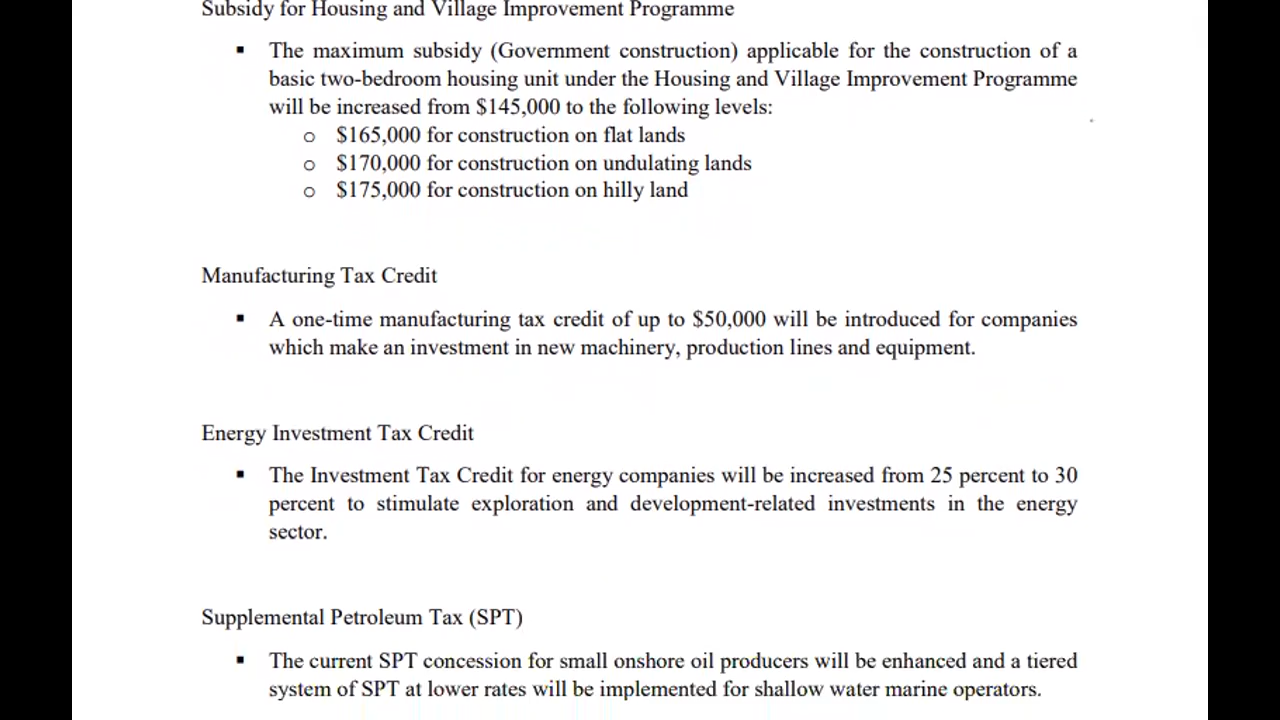 Subsidy for Housing and Village Improvement Programme
▪ The maximum subsidy (Government construction) applicable for the construction of a
basic two-bedroom housing unit under the Housing and Village Improvement Programme
will be increased from $145,000 to the following levels:
o $165,000 for construction on flat lands
o $170,000 for construction on undulating lands
o $175,000 for construction on hilly land
Manufacturing Tax Credit
▪ A one-time manufacturing tax credit of up to $50,000 will be introduced for companies
which make an investment in new machinery, production lines and equipment.
Energy Investment Tax Credit
▪ The Investment Tax Credit for energy companies will be increased from 25 percent to 30
percent to stimulate exploration and development-related investments in the energy
sector.
Supplemental Petroleum Tax (SPT)
▪ The current SPT concession for small onshore oil producers will be enhanced and a tiered
system of SPT at lower rates will be implemented for shallow water marine operators.